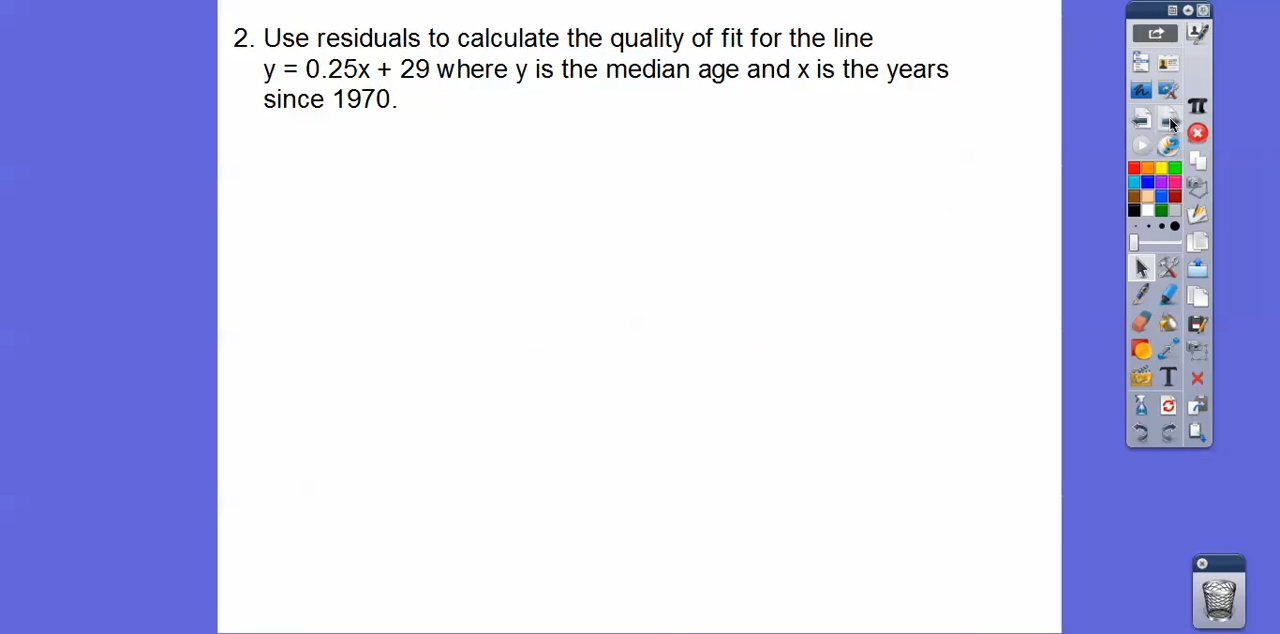 2. Use residuals to calculate the quality of fit for the line
y = 0.25x + 29 where y is the median age and x is the years
since 1970.